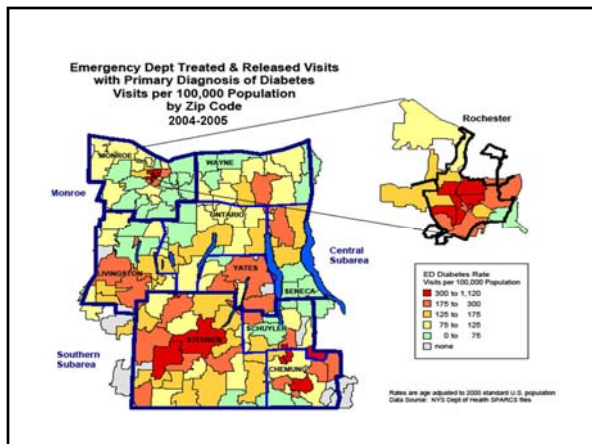 Emergency Dept Treated & Released Visits
with Primary Diagnosis of Diabetes
Visits per 100,000 Population
by Zip Code
2004-2005
Rochester
MONROE
WAYNE
Monroe
ONTARIO
Central
Subarea
LIVINGSTON
YATES
SENECA
SCHUYLER
STEUBEN
Southern
Subarea
CHEMUNG
ED Diabetes Rate
Visits per 100,000 Population
300 to 1,120
175 to 300
125 to 175
75 to 125
0 to 75
none
Rates are age adjusted to 2000 standard U.S. population
Data Source: NYS Dept of Health SPARCS files